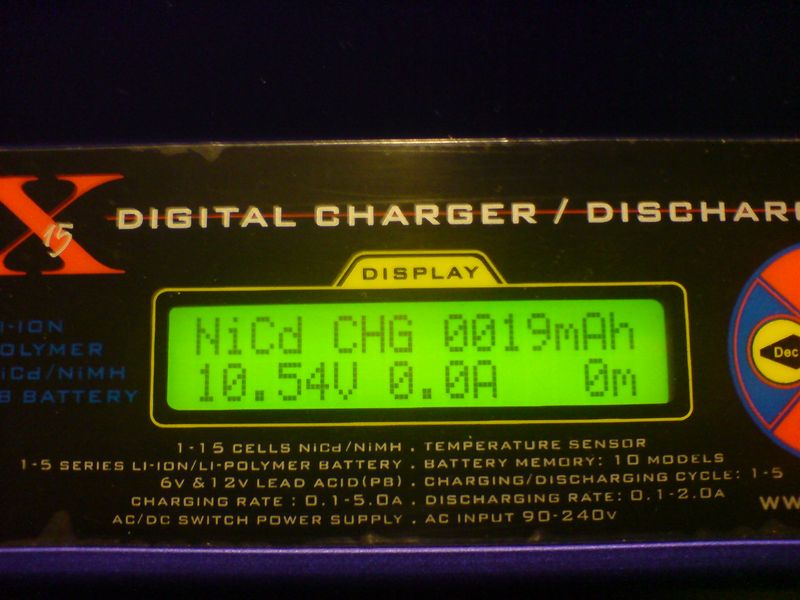 X
15
DIGITAL CHARGER / DISCHAR
DISPLAY
NiCd CHG 0019mAh
10.54V 0.0A 0m
I-ION
OLYMER
iCd/NiMH
B BATTERY
Dec
1-15 CELLS NiCd/NiMH . TEMPERATURE SENSOR
1-5 SERIES LI-ION/LI-POLYMER BATTERY . BATTERY MEMORY: 10 MODELS
6V & 12V LEAD ACID(PB) . CHARGING/DISCHARGING CYCLE: 1-5
CHARGING RATE : 0.1-5.0A . DISCHARGING RATE: 0.1-2.0A
AC/DC SWITCH POWER SUPPLY . AC INPUT 90-240V
WW